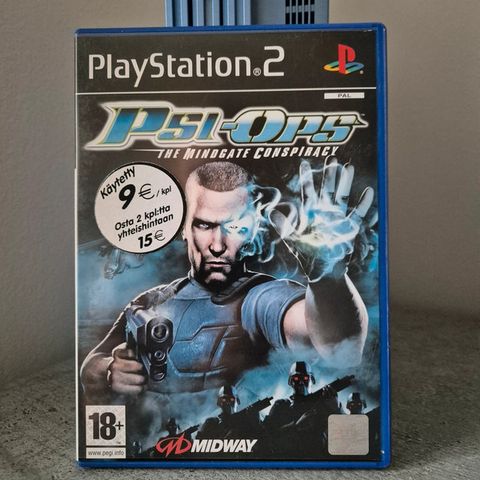 PlayStation®2
PAL
PSI-OPS
THE MINDGATE CONSPIRACY
Käytetty
9 €/kpl
Osta 2 kpl:tta
yhteishintaan
15 €
18+
www.pegi.info
MIDWAY